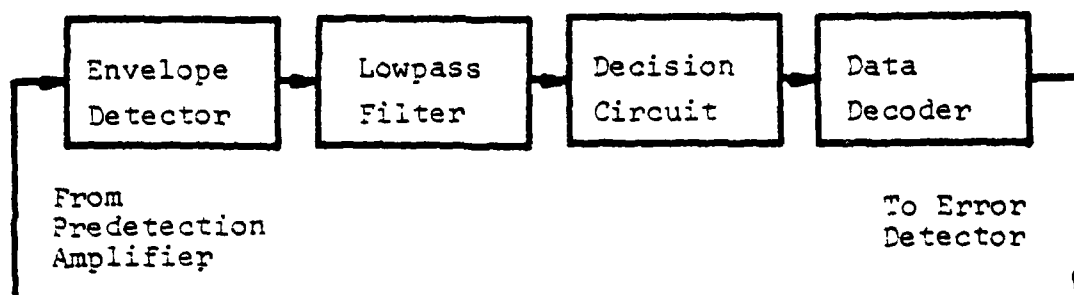 Envelope
Detector
Lowpass
Filter
Decision
Circuit
Data
Decoder
From
Predetection
Amplifier
To Error
Detector